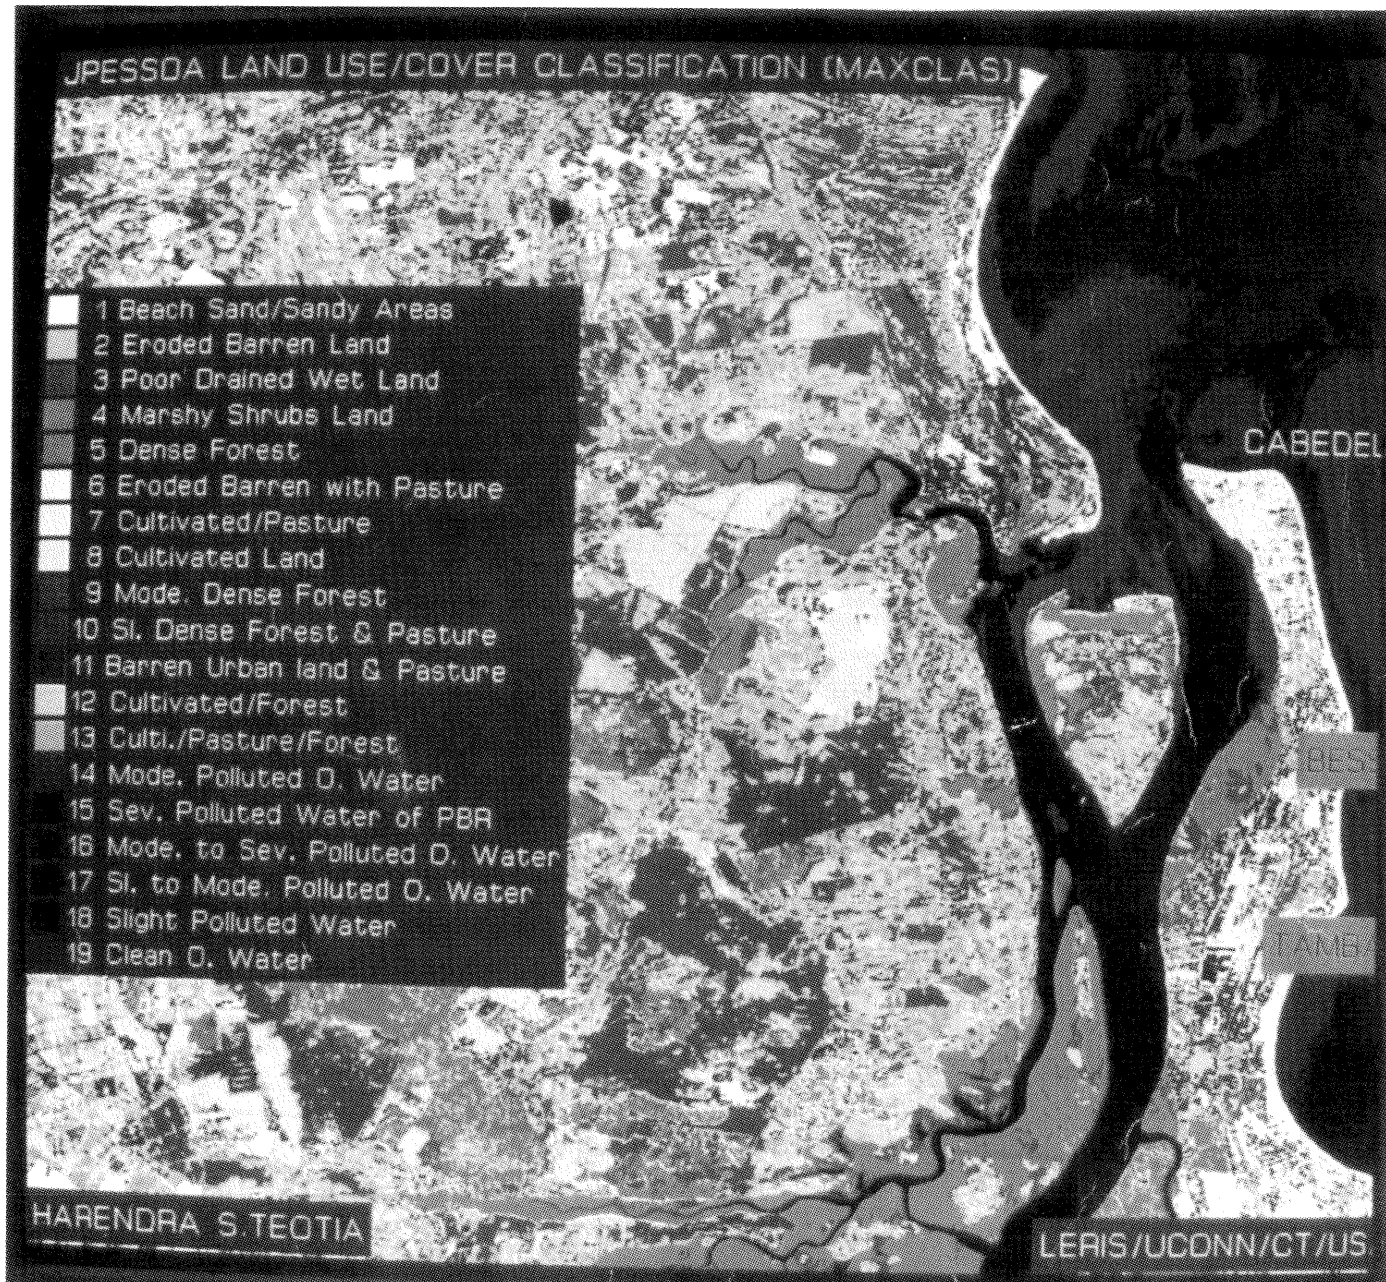 JPESSOA LAND USE/COVER CLASSIFICATION (MAXCLAS)
1 Beach Sand/Sandy Areas
2 Eroded Barren Land
3 Poor Drained Wet Land
4 Marshy Shrubs Land
5 Dense Forest
6 Eroded Barren with Pasture
7 Cultivated/Pasture
8 Cultivated Land
9 Mode. Dense Forest
10 Sl. Dense Forest & Pasture
11 Barren Urban land & Pasture
12 Cultivated/Forest
13 Culti./Pasture/Forest
14 Mode. Polluted O. Water
15 Sev. Polluted Water of PBR
16 Mode. to Sev. Polluted O. Water
17 Sl. to Mode. Polluted O. Water
18 Slight Polluted Water
19 Clean O. Water
CABEDEL
BES
TAMBA
HARENDRA S.TEOTIA
LERIS/UCONN/CT/US